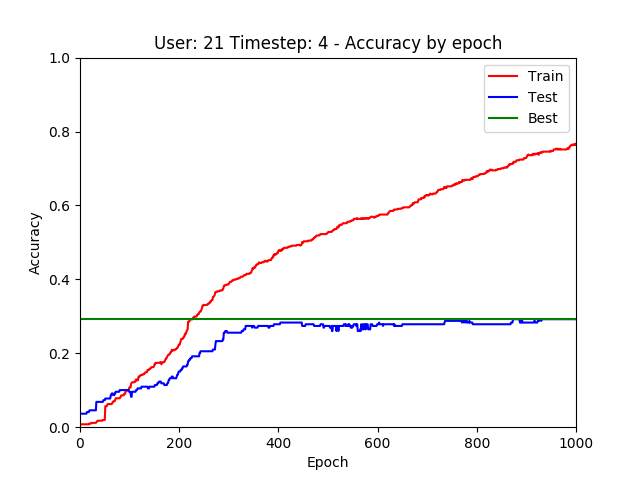 User: 21 Timestep: 4 - Accuracy by epoch
1.0
0.8
0.6
0.4
0.2
0.0
Accuracy
Train
Test
Best
0 200 400 600 800 1000
Epoch